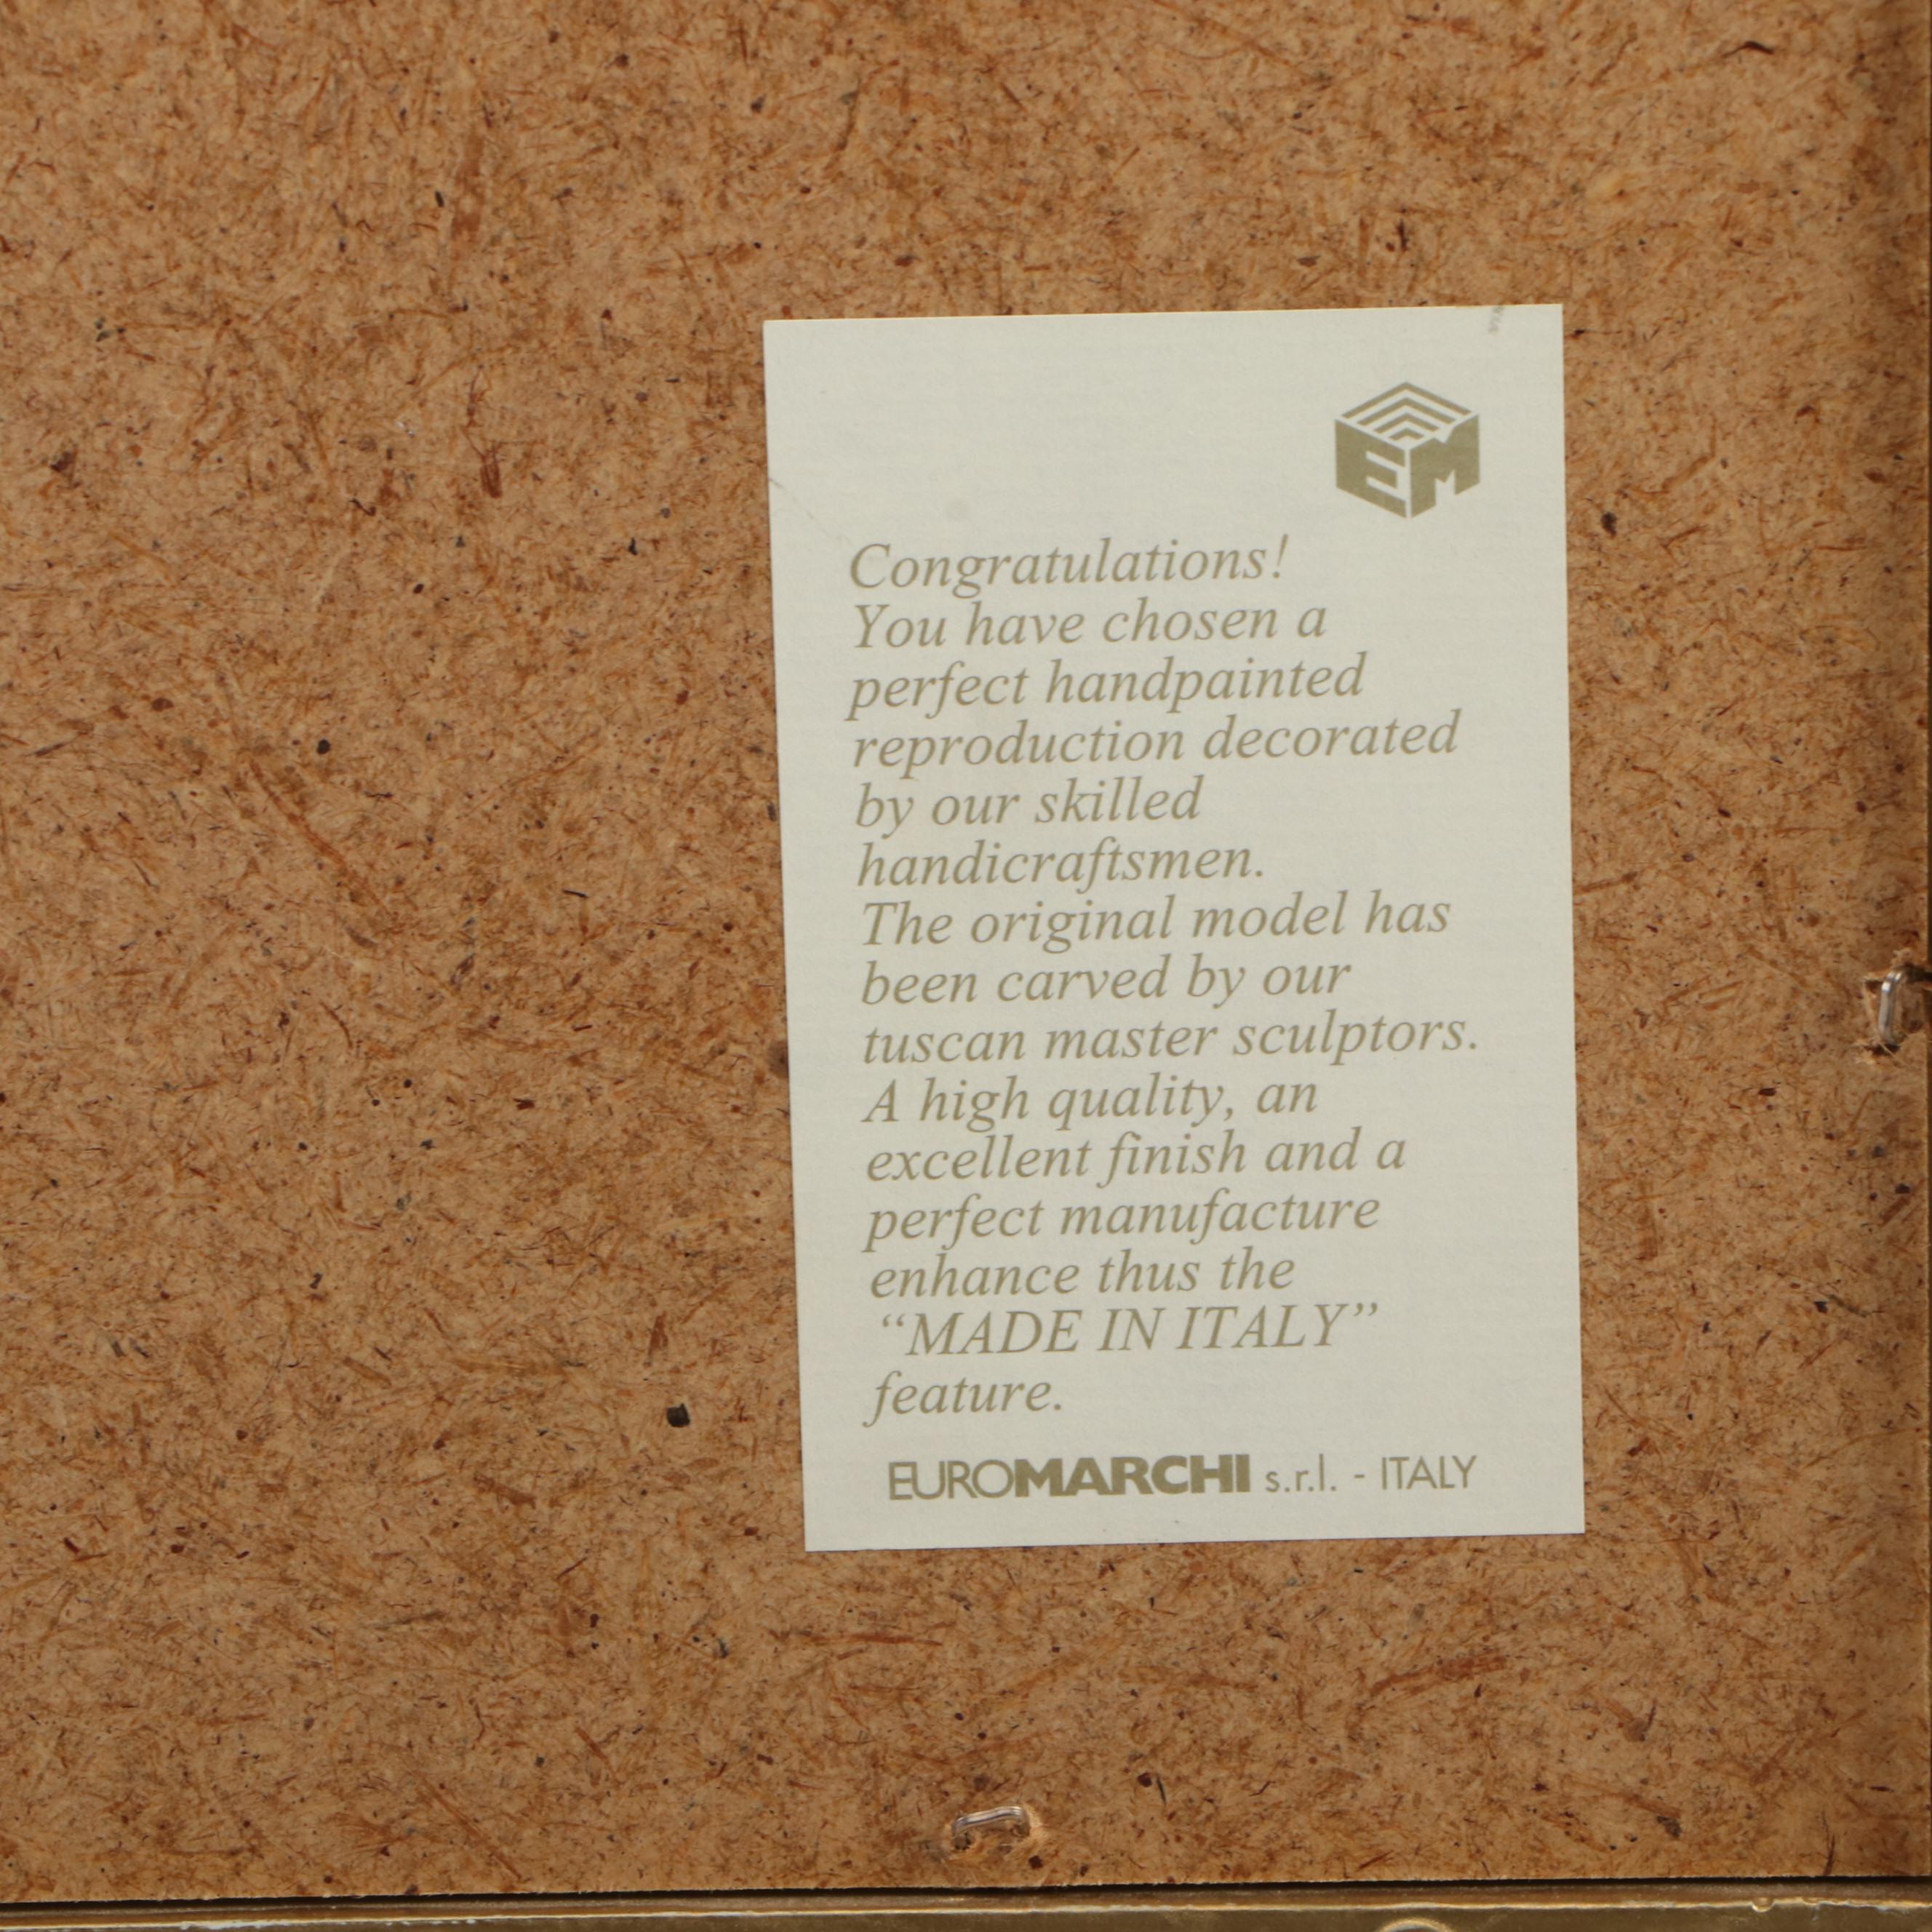 EM
Congratulations!
You have chosen a
perfect handpainted
reproduction decorated
by our skilled
handicraftsmen.
The original model has
been carved by our
tuscan master sculptors.
A high quality, an
excellent finish and a
perfect manufacture
enhance thus the
“MADE IN ITALY”
feature.
EUROMARCHI s.r.l. - ITALY